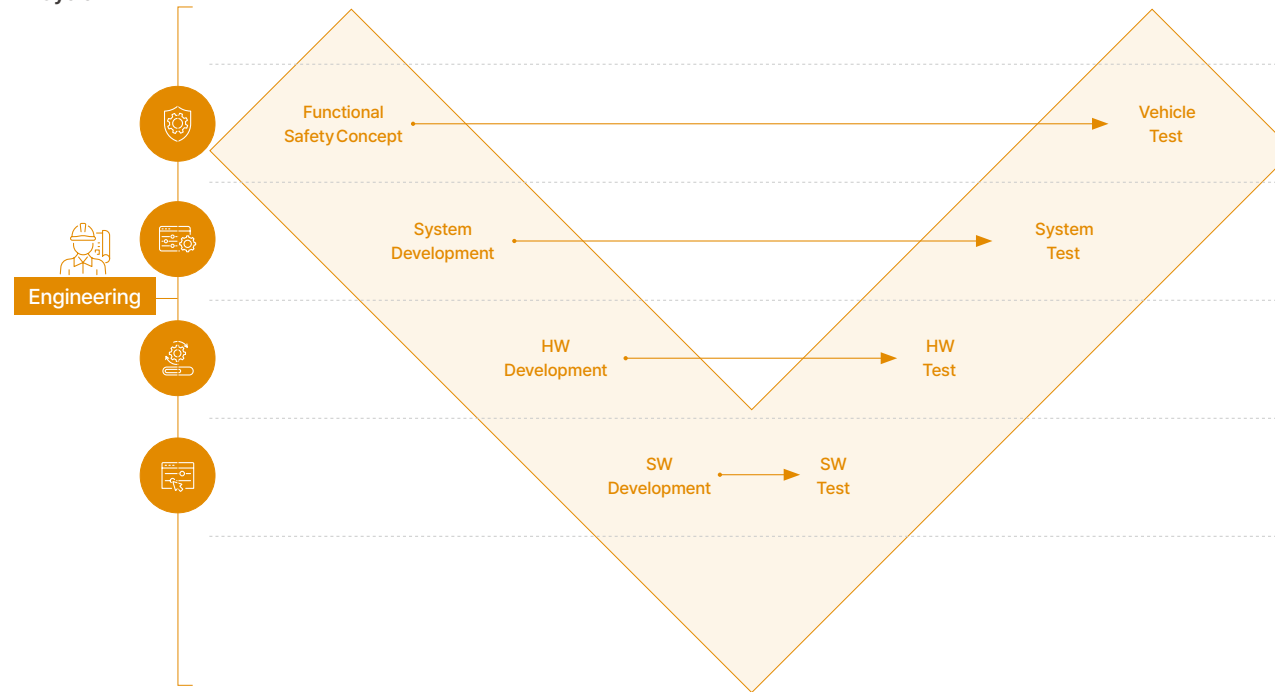 Functional
Safety Concept
Vehicle
Test
System
Development
System
Test
Engineering
HW
Development
HW
Test
SW
Development
SW
Test